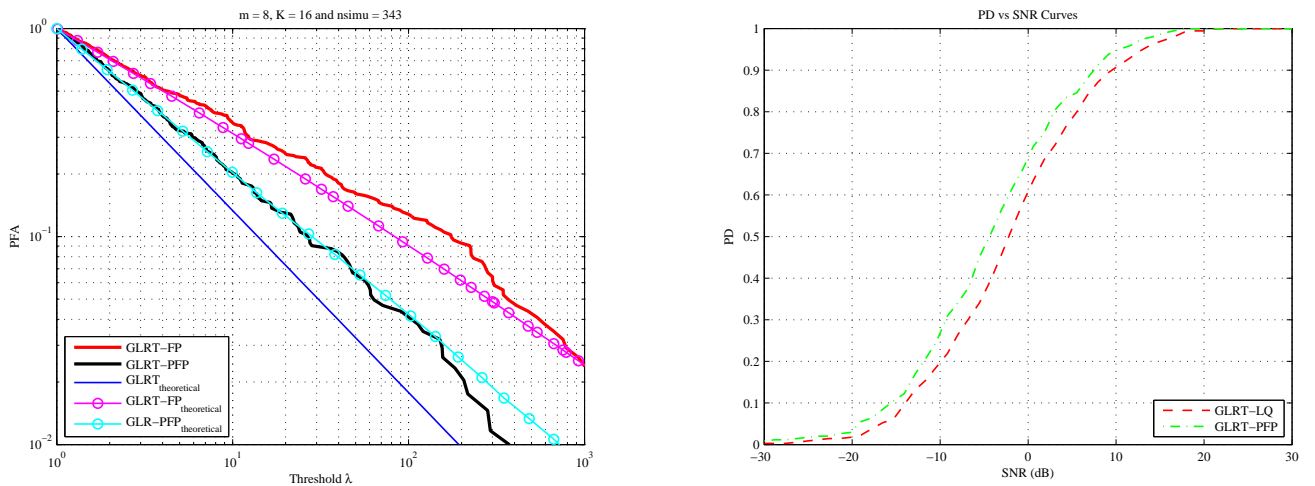 m = 8, K = 16 and nsimu = 343
PFA
10^0
10^-1
10^-2
GLRT-FP
GLRT-PFP
GLRT_theoretical
GLRT-FP_theoretical
GLR-PFP_theoretical
10^0 10^1 10^2 10^3
Threshold λ
PD vs SNR Curves
PD
1
0.9
0.8
0.7
0.6
0.5
0.4
0.3
0.2
0.1
0
GLRT-LQ
GLRT-PFP
-30 -20 -10 -0 10 20 30
SNR (dB)